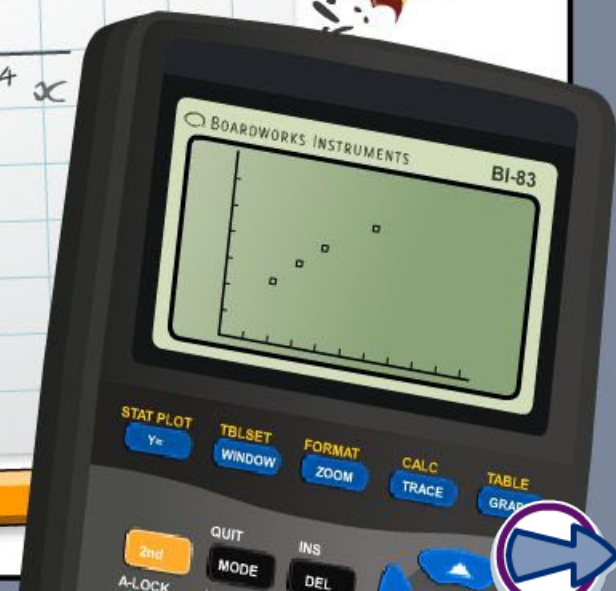 4
x
BOARDWORKS INSTRUMENTS
BI-83
STAT PLOT
TBLSET
FORMAT
CALC
TABLE
Y=
WINDOW
ZOOM
TRACE
QUIT
INS
2nd
MODE
DEL
A-LOCK